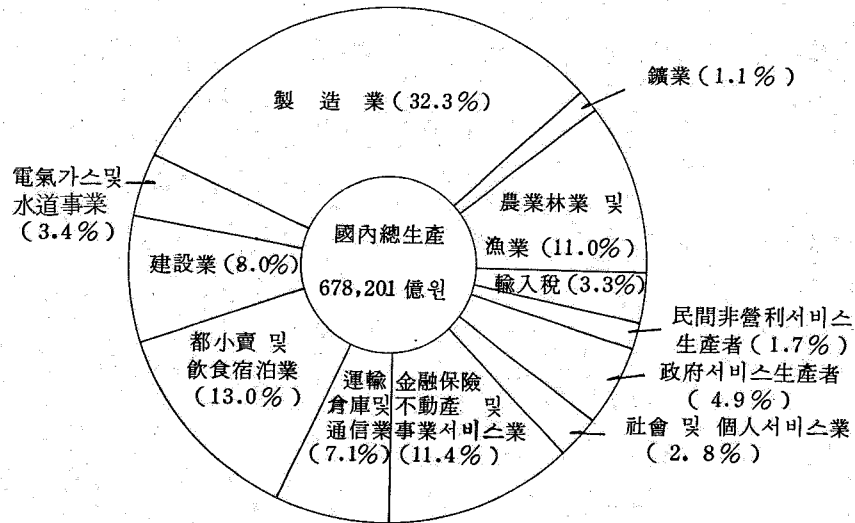 製 造 業 (32.3%)
鑛業 (1.1%)
農業林業 및
漁業 (11.0%)
輸入稅 (3.3%)
民間非營利서비스
生產者 (1.7%)
政府서비스生產者
(4.9%)
社會 및 個人서비스業
(2.8%)
金融保險
不動產 및
事業서비스業
(11.4%)
運輸
倉庫및
通信業
(7.1%)
都小賣 및
飮食宿泊業
(13.0%)
建設業 (8.0%)
電氣가스및
水道事業
(3.4%)
國內總生產
678,201 億원